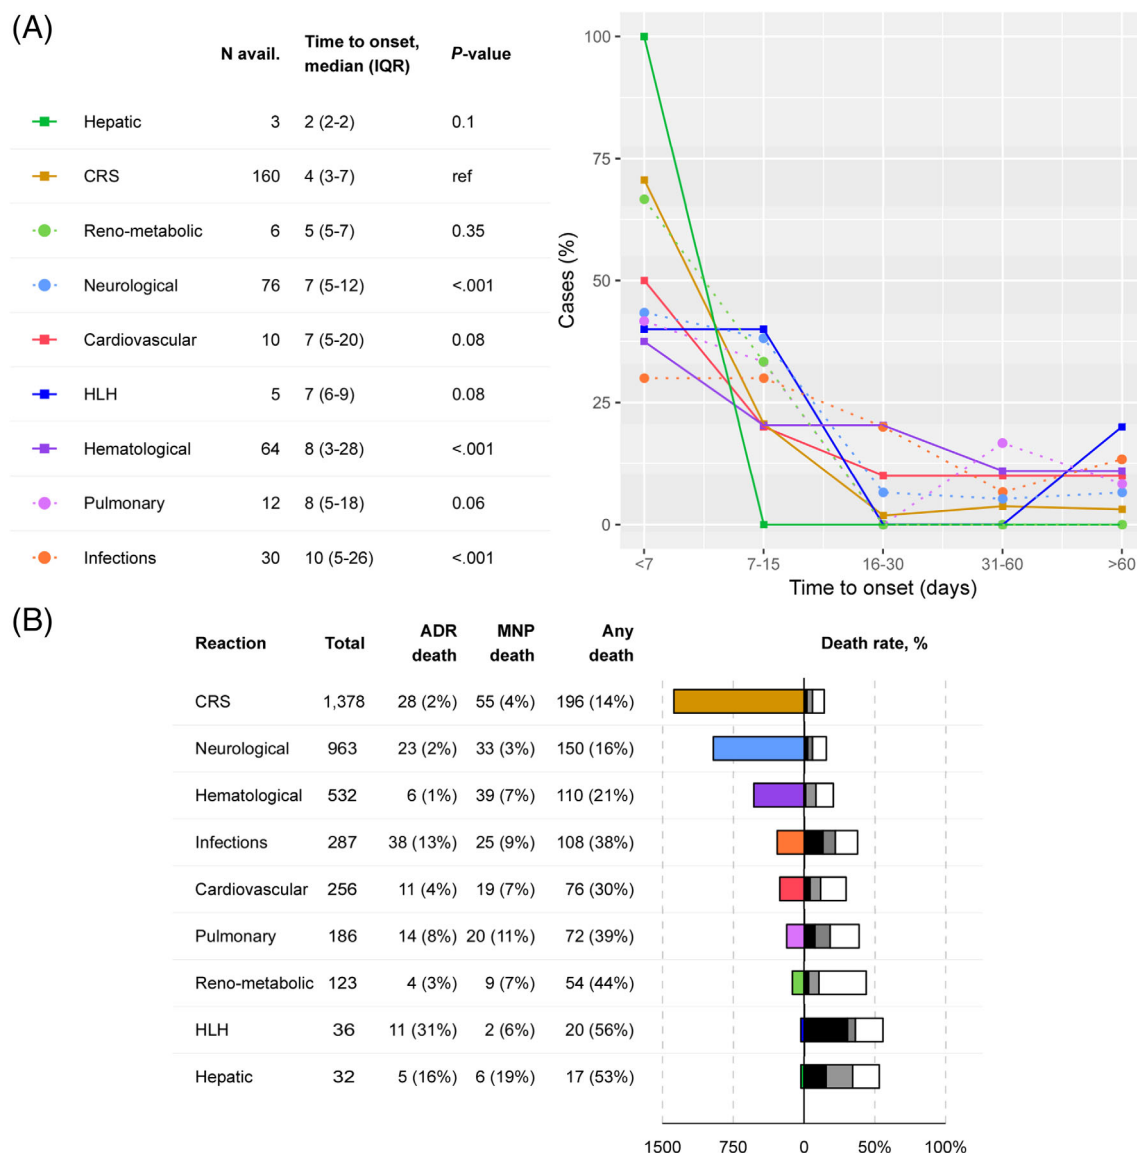 (A)
N avail. Time to onset, median (IQR) P-value
Hepatic 3 2 (2-2) 0.1
CRS 160 4 (3-7) ref
Reno-metabolic 6 5 (5-7) 0.35
Neurological 76 7 (5-12) <.001
Cardiovascular 10 7 (5-20) 0.08
HLH 5 7 (6-9) 0.08
Hematological 64 8 (3-28) <.001
Pulmonary 12 8 (5-18) 0.06
Infections 30 10 (5-26) <.001
Cases (%)
100
75
50
25
0
<7 7-15 16-30 31-60 >60
Time to onset (days)
(B)
Reaction Total ADR death MNP death Any death Death rate, %
CRS 1,378 28 (2%) 55 (4%) 196 (14%)
Neurological 963 23 (2%) 33 (3%) 150 (16%)
Hematological 532 6 (1%) 39 (7%) 110 (21%)
Infections 287 38 (13%) 25 (9%) 108 (38%)
Cardiovascular 256 11 (4%) 19 (7%) 76 (30%)
Pulmonary 186 14 (8%) 20 (11%) 72 (39%)
Reno-metabolic 123 4 (3%) 9 (7%) 54 (44%)
HLH 36 11 (31%) 2 (6%) 20 (56%)
Hepatic 32 5 (16%) 6 (19%) 17 (53%)
1500 750 0 50% 100%